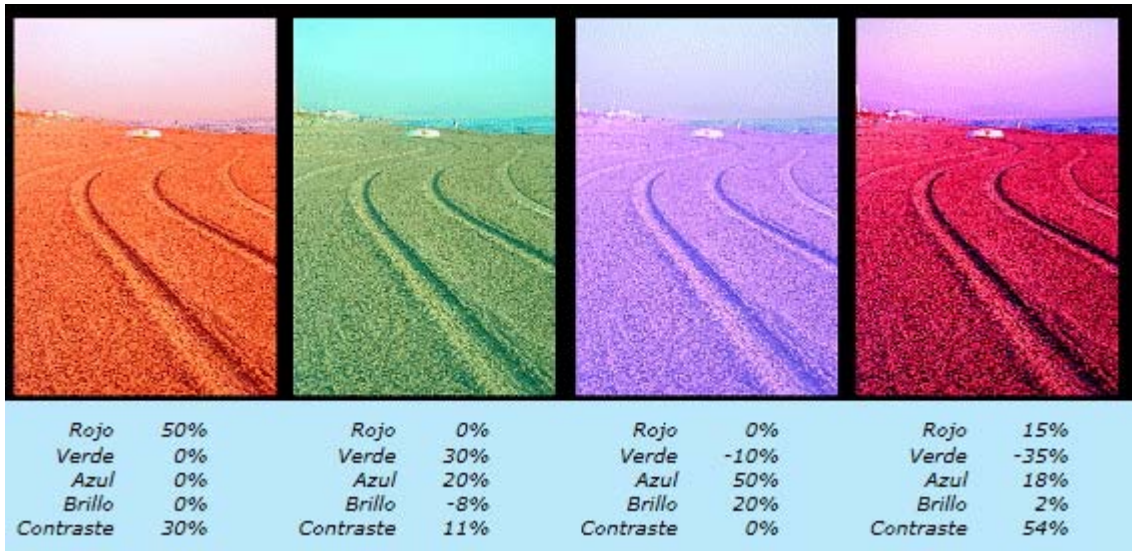 Rojo 50% Rojo 0% Rojo 0% Rojo 15%
Verde 0% Verde 30% Verde -10% Verde -35%
Azul 0% Azul 20% Azul 50% Azul 18%
Brillo 0% Brillo -8% Brillo 20% Brillo 2%
Contraste 30% Contraste 11% Contraste 0% Contraste 54%